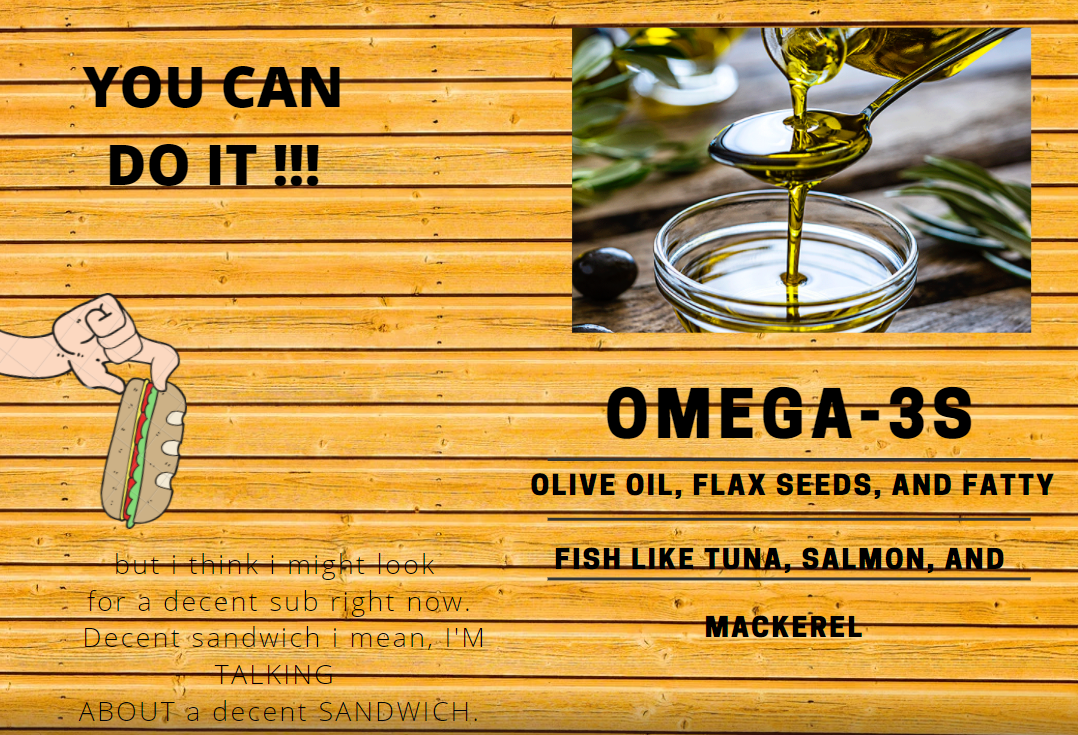 YOU CAN
DO IT !!!
but i think i might look
for a decent sub right now.
Decent sandwich i mean, I'M
TALKING
ABOUT a decent SANDWICH.
OMEGA-3S
OLIVE OIL, FLAX SEEDS, AND FATTY
FISH LIKE TUNA, SALMON, AND
MACKEREL